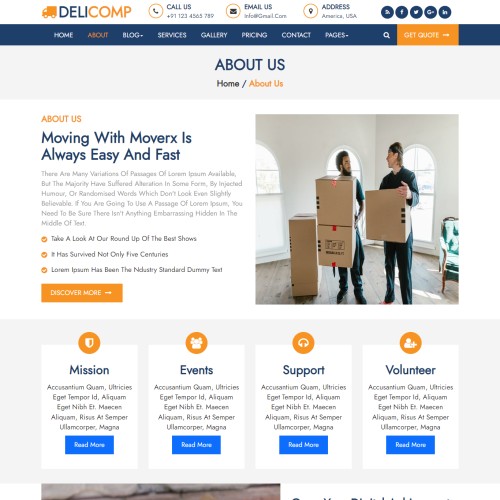 DELICOMP
CALL US
+91 123 4565 789
EMAIL US
Info@Gmail.Com
ADDRESS
America, USA
HOME ABOUT BLOG SERVICES GALLERY PRICING CONTACT PAGES GET QUOTE
ABOUT US
Home / About Us
ABOUT US
Moving With Moverx Is
Always Easy And Fast
There Are Many Variations Of Passages Of Lorem Ipsum Available,
But The Majority Have Suffered Alteration In Some Form, By Injected
Humour, Or Randomised Words Which Don't Look Even Slightly
Believable. If You Are Going To Use A Passage Of Lorem Ipsum, You
Need To Be Sure There Isn't Anything Embarrassing Hidden In The
Middle Of Text.
Take A Look At Our Round Up Of The Best Shows
It Has Survived Not Only Five Centuries
Lorem Ipsum Has Been The Ndustry Standard Dummy Text
DISCOVER MORE
Mission
Accusantium Quam, Ultricies
Eget Tempor Id, Aliquam
Eget Nibh Et. Maecen
Aliquam, Risus At Semper
Ullamcorper, Magna
Read More
Events
Accusantium Quam, Ultricies
Eget Tempor Id, Aliquam
Eget Nibh Et. Maecen
Aliquam, Risus At Semper
Ullamcorper, Magna
Read More
Support
Accusantium Quam, Ultricies
Eget Tempor Id, Aliquam
Eget Nibh Et. Maecen
Aliquam, Risus At Semper
Ullamcorper, Magna
Read More
Volunteer
Accusantium Quam, Ultricies
Eget Tempor Id, Aliquam
Eget Nibh Et. Maecen
Aliquam, Risus At Semper
Ullamcorper, Magna
Read More